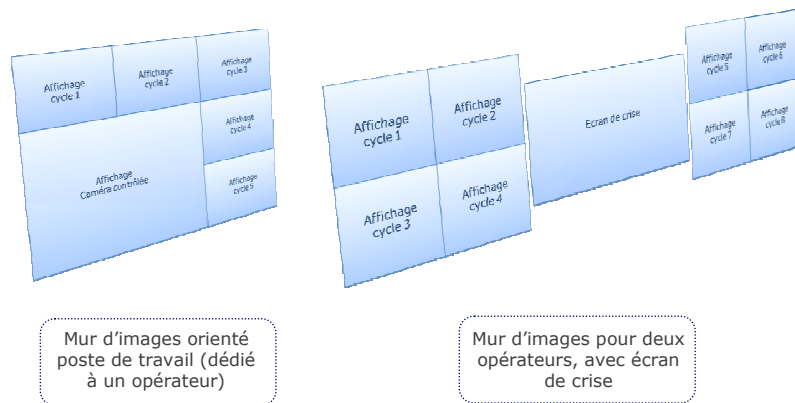 Affichage
cycle 1
Affichage
cycle 2
Affichage
cycle 3
Affichage
cycle 4
Affichage
Caméra contrôlée
Affichage
cycle 5
Affichage
cycle 1
Affichage
cycle 2
Affichage
cycle 3
Affichage
cycle 4
Ecran de crise
Affichage
cycle 5
Affichage
cycle 6
Affichage
cycle 7
Affichage
cycle 8
Mur d’images orienté
poste de travail (dédié
à un opérateur)
Mur d’images pour deux
opérateurs, avec écran
de crise